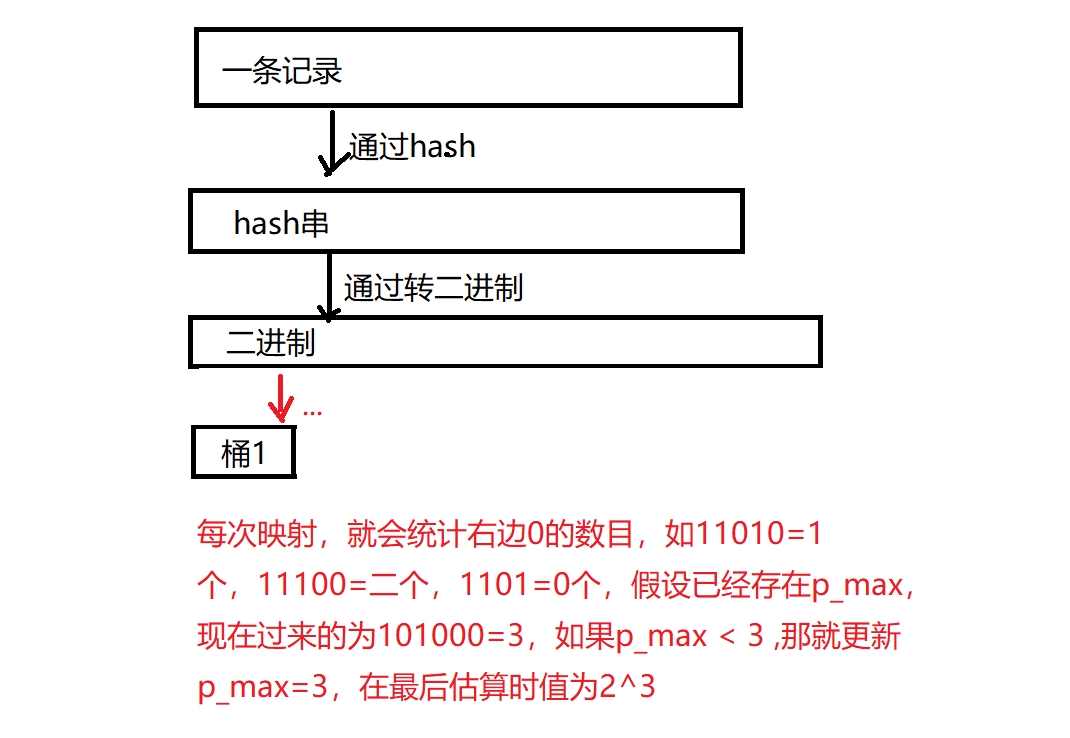 一条记录
通过hash
hash串
通过转二进制
二进制
...
桶1
每次映射，就会统计右边0的数目，如11010=1
个，11100=二个，1101=0个，假设已经存在p_max，
现在过来的为101000=3，如果p_max < 3 ,那就更新
p_max=3，在最后估算时值为2^3